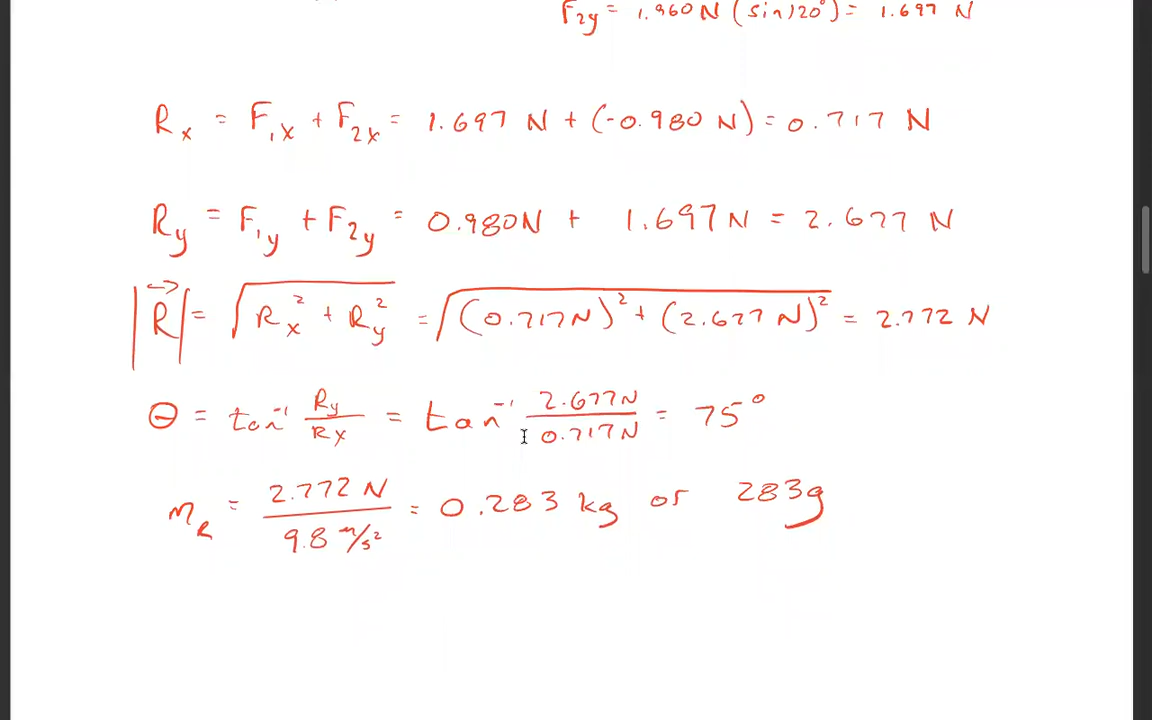 F₂y = 1.960 N (sin 120°) = 1.697 N
Rx = F₁x + F₂x = 1.697 N + (-0.980 N) = 0.717 N
Ry = F₁y + F₂y = 0.980N + 1.697 N = 2.677 N
|R⃡| = √(Rx² + Ry²) = √((0.717N)² + (2.677 N)²) = 2.772 N
Θ = tan⁻¹ Ry/Rx = tan⁻¹ 2.677N/0.717N = 75°
mR = 2.772 N / 9.8 m/s² = 0.283 kg or 283g